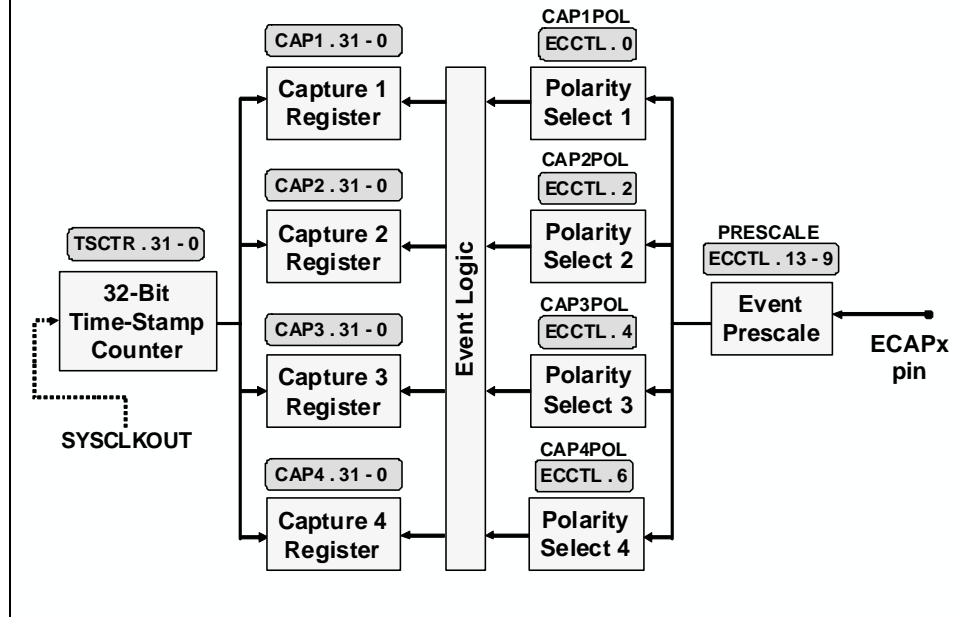 CAP1POL
CAP1 . 31 - 0
ECCTL . 0
Capture 1
Register
Polarity
Select 1
CAP2POL
CAP2 . 31 - 0
ECCTL . 2
Capture 2
Register
Polarity
Select 2
TSCTR . 31 - 0
32-Bit
Time-Stamp
Counter
SYSCLKOUT
Event Logic
PRESCALE
ECCTL . 13 - 9
Event
Prescale
ECAPx
pin
CAP3POL
CAP3 . 31 - 0
ECCTL . 4
Capture 3
Register
Polarity
Select 3
CAP4POL
CAP4 . 31 - 0
ECCTL . 6
Capture 4
Register
Polarity
Select 4